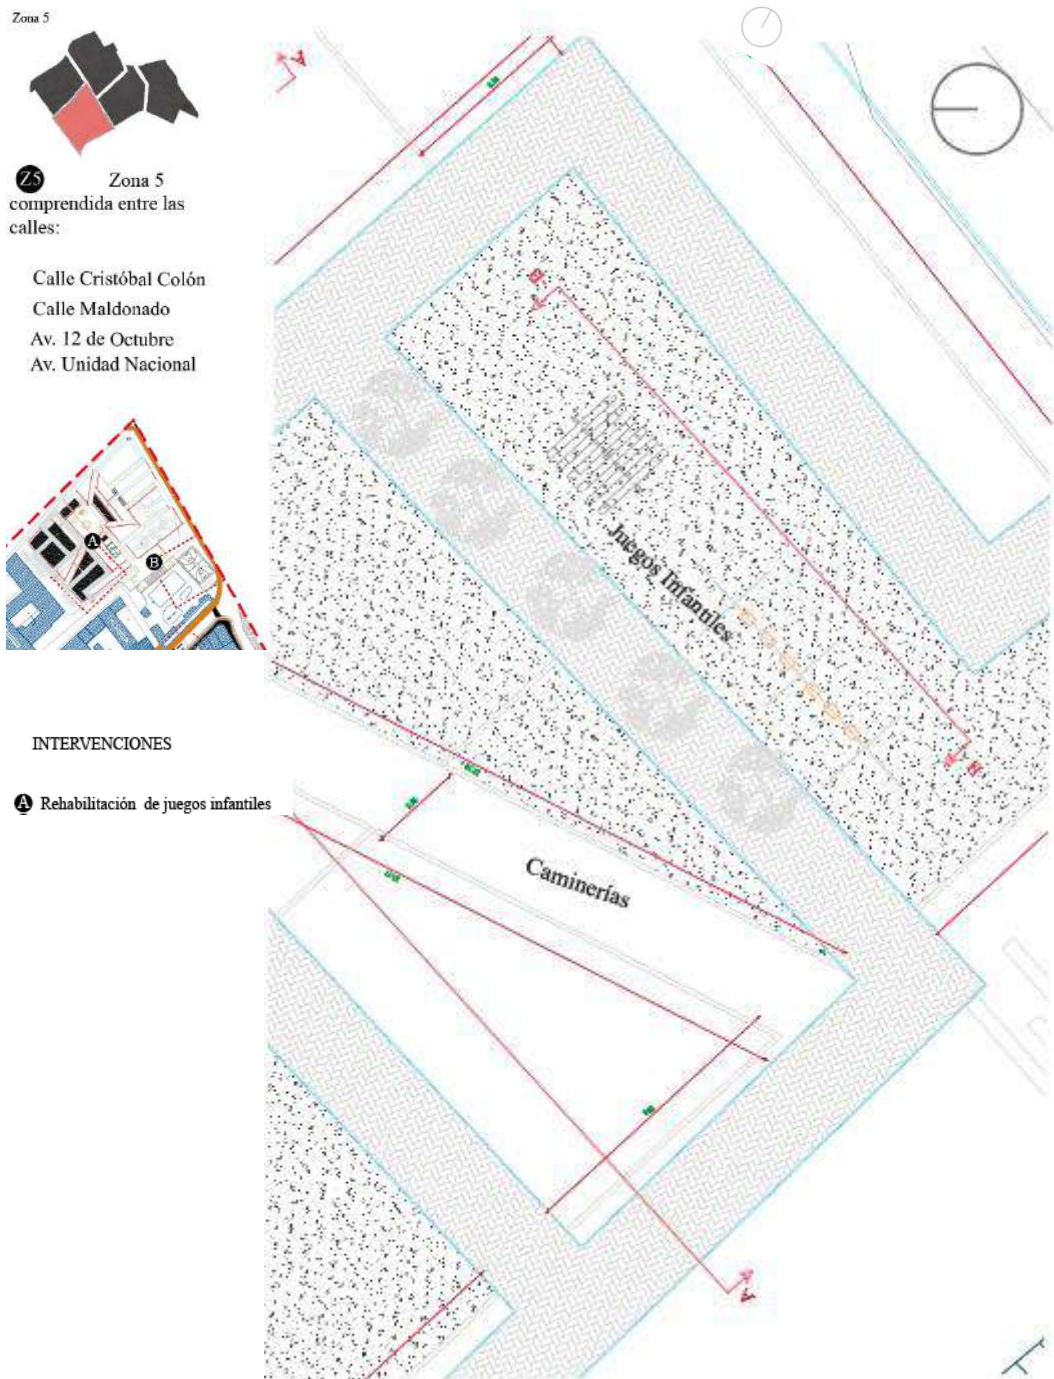 Zona 5
Z5 Zona 5
comprendida entre las
calles:
Calle Cristóbal Colón
Calle Maldonado
Av. 12 de Octubre
Av. Unidad Nacional
A
B
INTERVENCIONES
A Rehabilitación de juegos infantiles
Juegos Infantiles
Caminerías
A
A